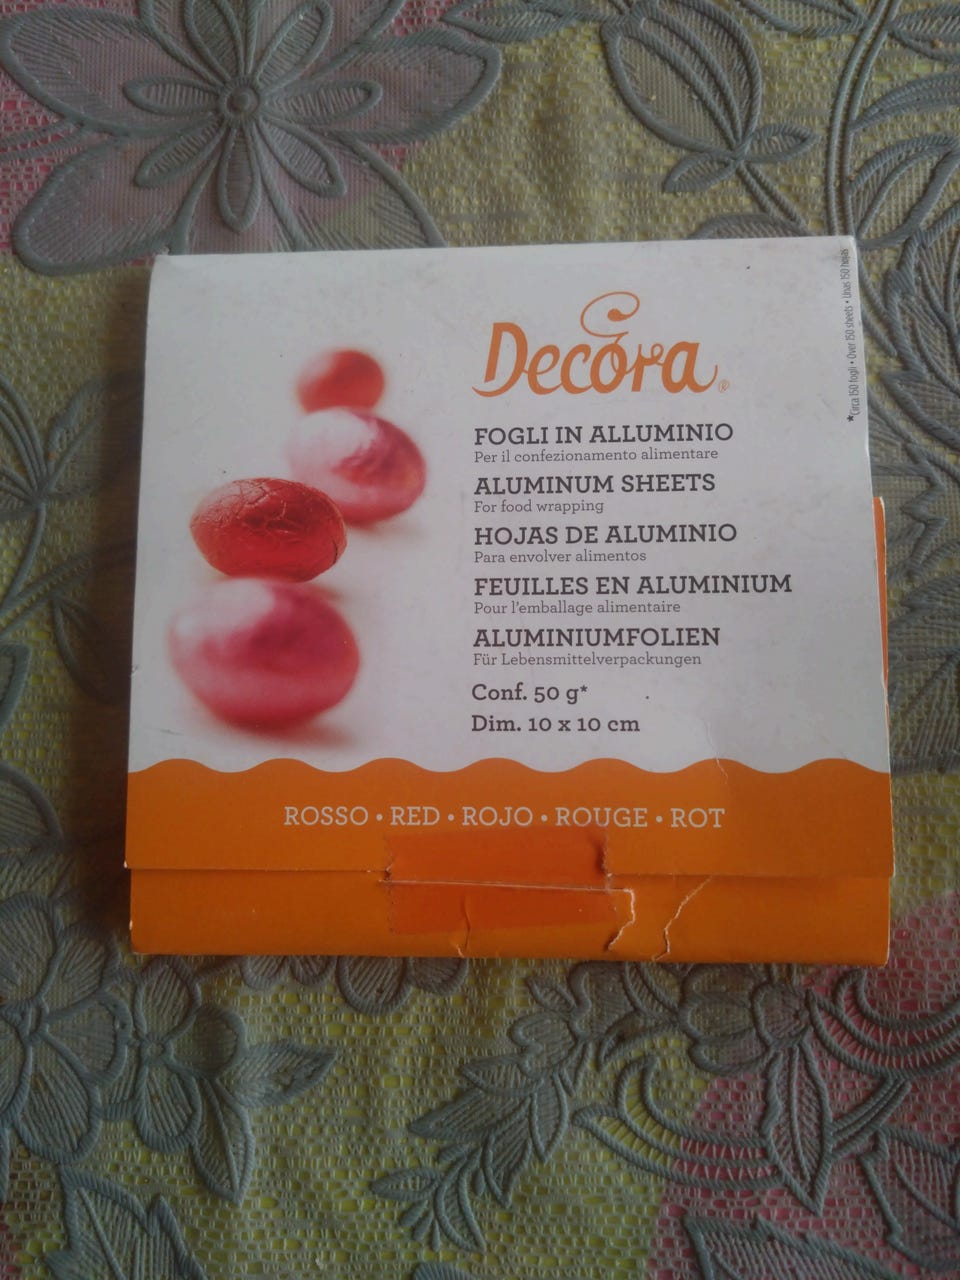 Decora®
FOGLI IN ALLUMINIO
Per il confezionamento alimentare
ALUMINUM SHEETS
For food wrapping
HOJAS DE ALUMINIO
Para envolver alimentos
FEUILLES EN ALUMINIUM
Pour l'emballage alimentaire
ALUMINIUMFOLIEN
Für Lebensmittelverpackungen
Conf. 50 g*
Dim. 10 x 10 cm
ROSSO • RED • ROJO • ROUGE • ROT
*Circa 150 fogli • Over 150 sheets • Unas 150 hojas